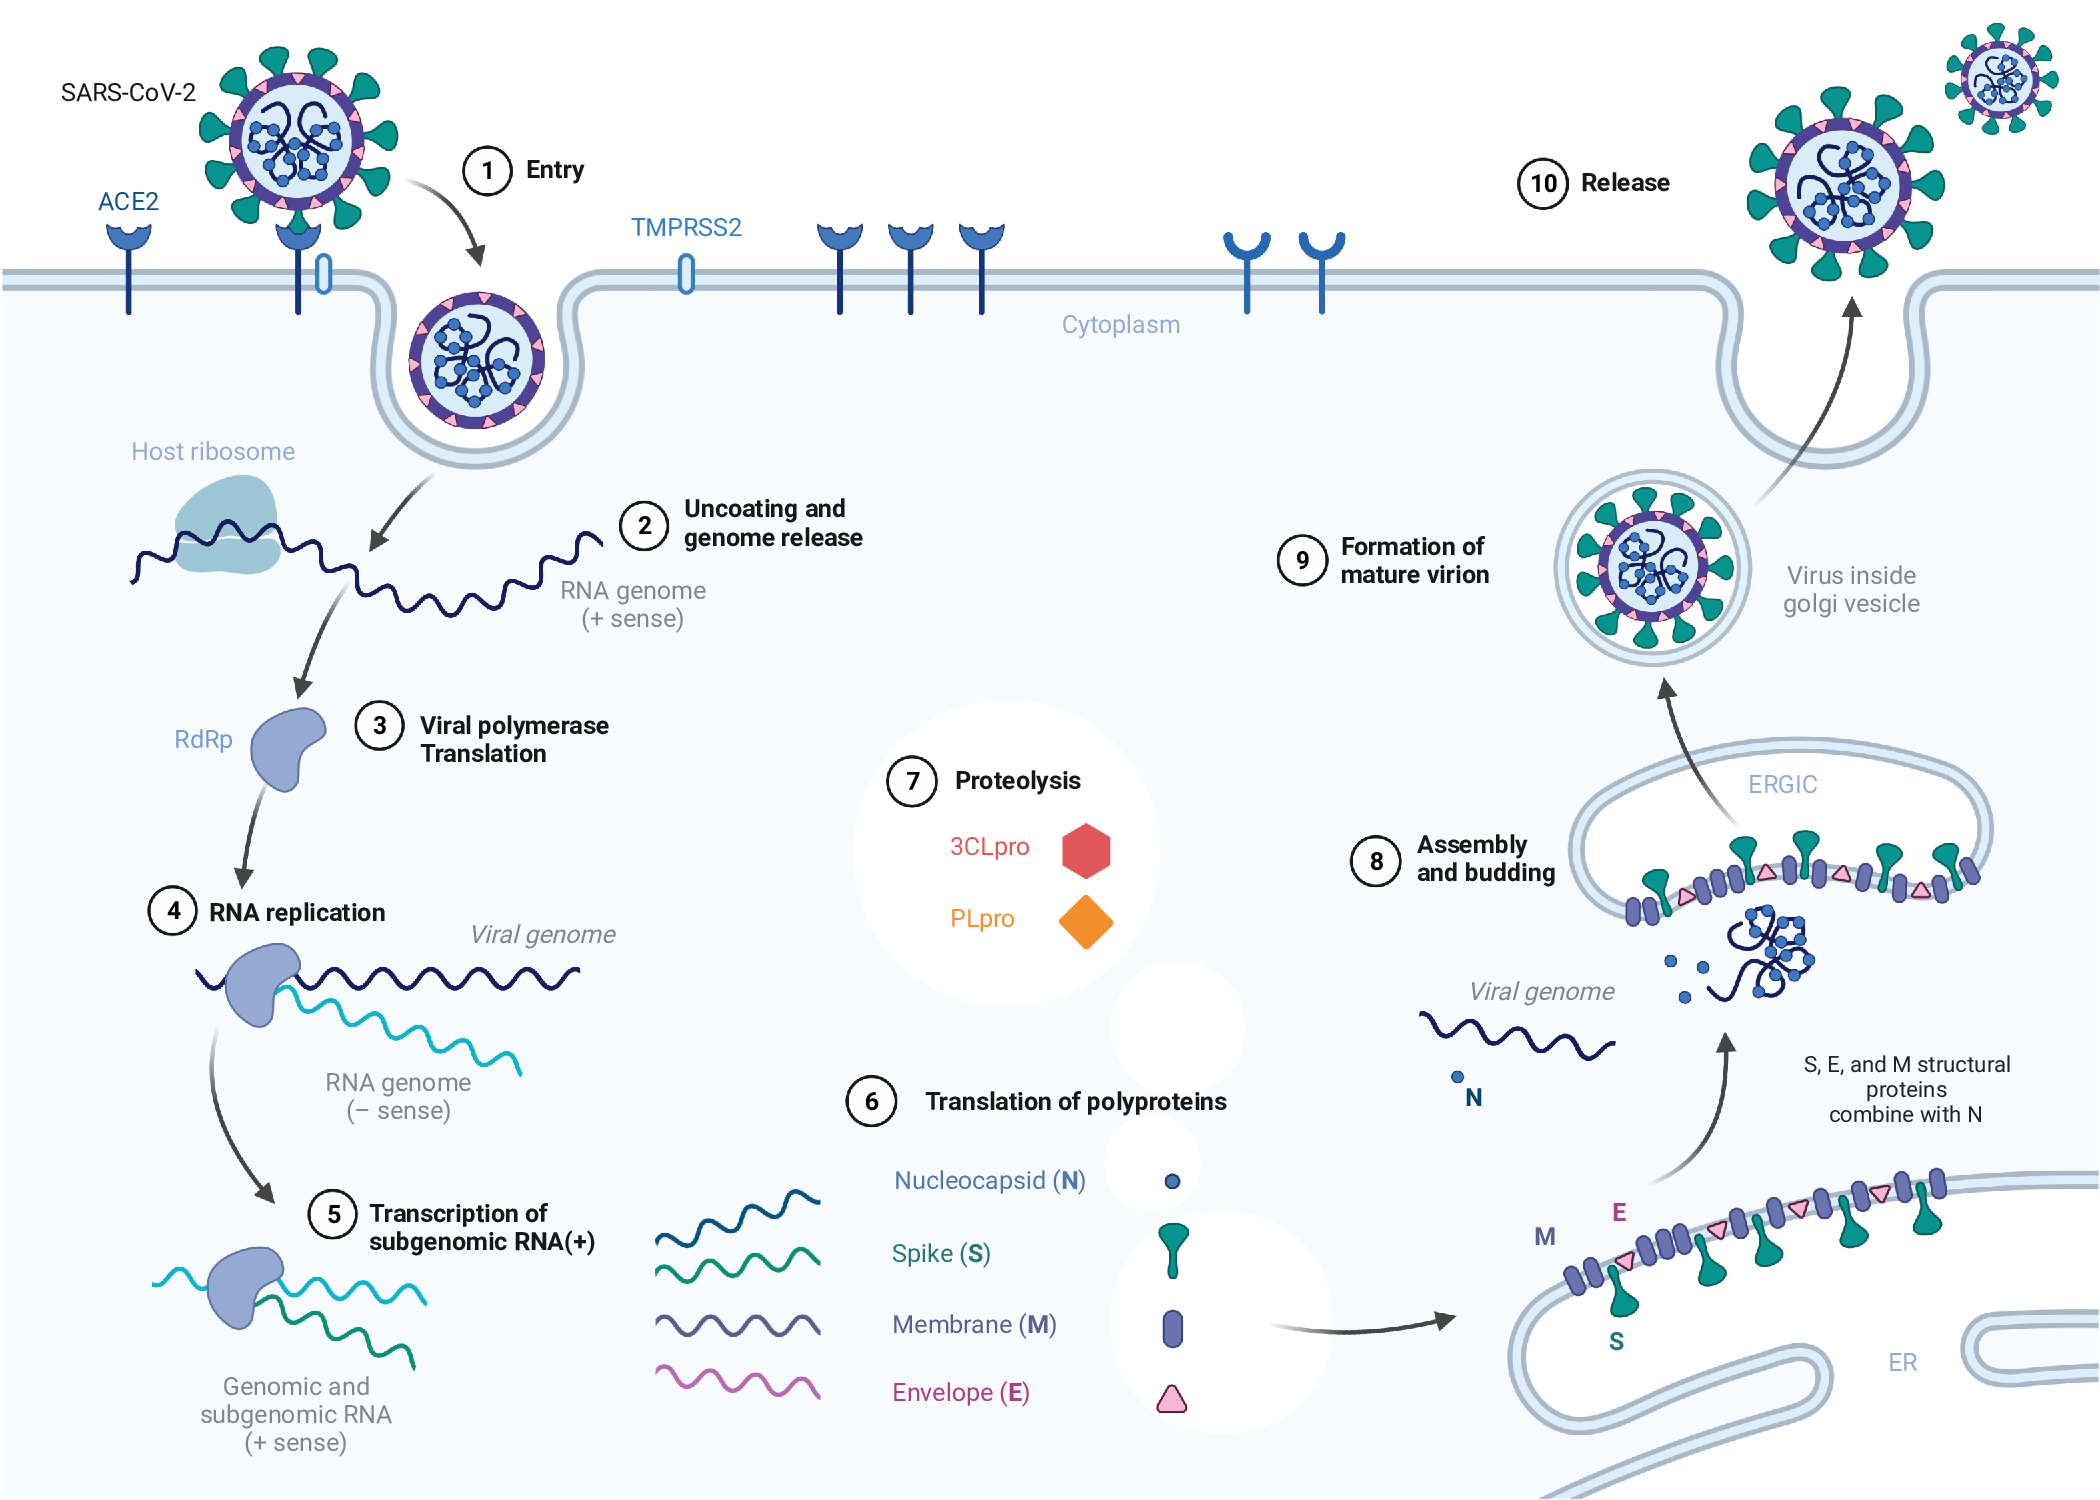 SARS-CoV-2
ACE2
1 Entry
TMPRSS2
Cytoplasm
10 Release
Host ribosome
2 Uncoating and
genome release
RNA genome
(+ sense)
RdRp
3 Viral polymerase
Translation
4 RNA replication
Viral genome
RNA genome
(– sense)
5 Transcription of
subgenomic RNA(+)
Genomic and
subgenomic RNA
(+ sense)
7 Proteolysis
3CLpro
PLpro
6 Translation of polyproteins
Nucleocapsid (N)
Spike (S)
Membrane (M)
Envelope (E)
9 Formation of
mature virion
Virus inside
golgi vesicle
ERGIC
8 Assembly
and budding
Viral genome
N
S, E, and M structural
proteins
combine with N
E
M
S
ER